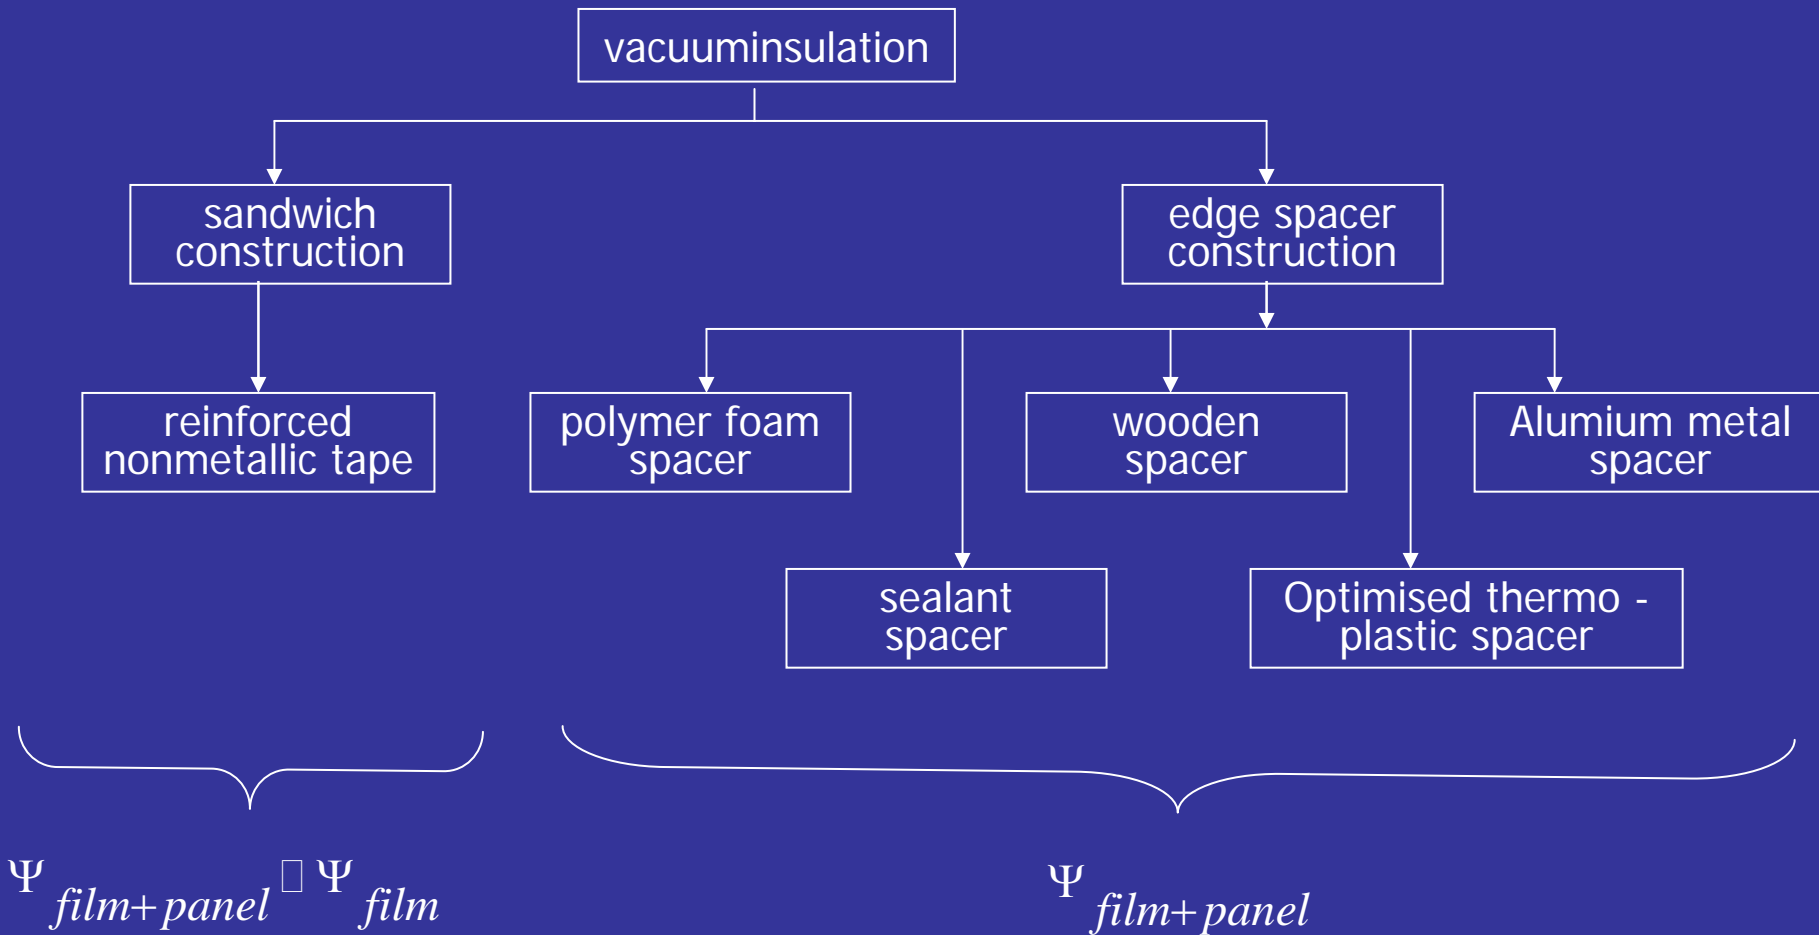 vacuuminsulation
sandwich
construction
edge spacer
construction
reinforced
nonmetallic tape
polymer foam
spacer
wooden
spacer
Alumium metal
spacer
sealant
spacer
Optimised thermo -
plastic spacer
Ψ film+panel □ Ψ film
Ψ film+panel